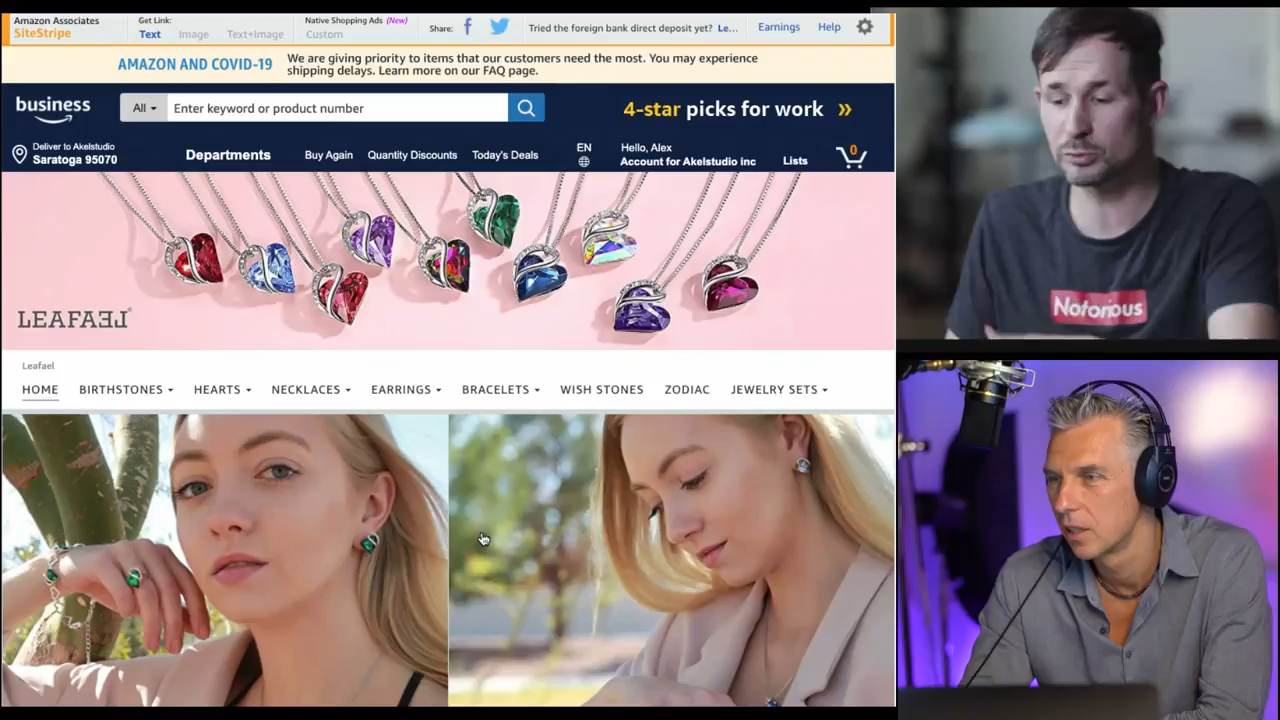 Amazon Associates
SiteStripe
Get Link:
Text Image Text+Image
Native Shopping Ads (New)
Custom
Share:
Tried the foreign bank direct deposit yet? Le...
Earnings
Help
AMAZON AND COVID-19
We are giving priority to items that our customers need the most. You may experience
shipping delays. Learn more on our FAQ page.
business
All
Enter keyword or product number
4-star picks for work »
Deliver to Akelstudio
Saratoga 95070
Departments
Buy Again
Quantity Discounts
Today's Deals
EN
Hello, Alex
Account for Akelstudio inc
Lists
0
LEAFAEL
Leafael
HOME BIRTHSTONES HEARTS NECKLACES EARRINGS BRACELETS WISH STONES ZODIAC JEWELRY SETS
Notorious